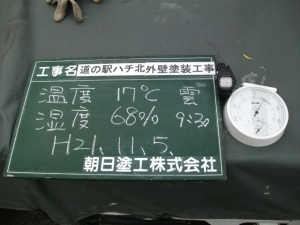 工事名 道の駅ハチ北外壁塗装工事
温度 17℃ 雲
湿度 68% 9:30
H21.11.5.
朝日塗工株式会社